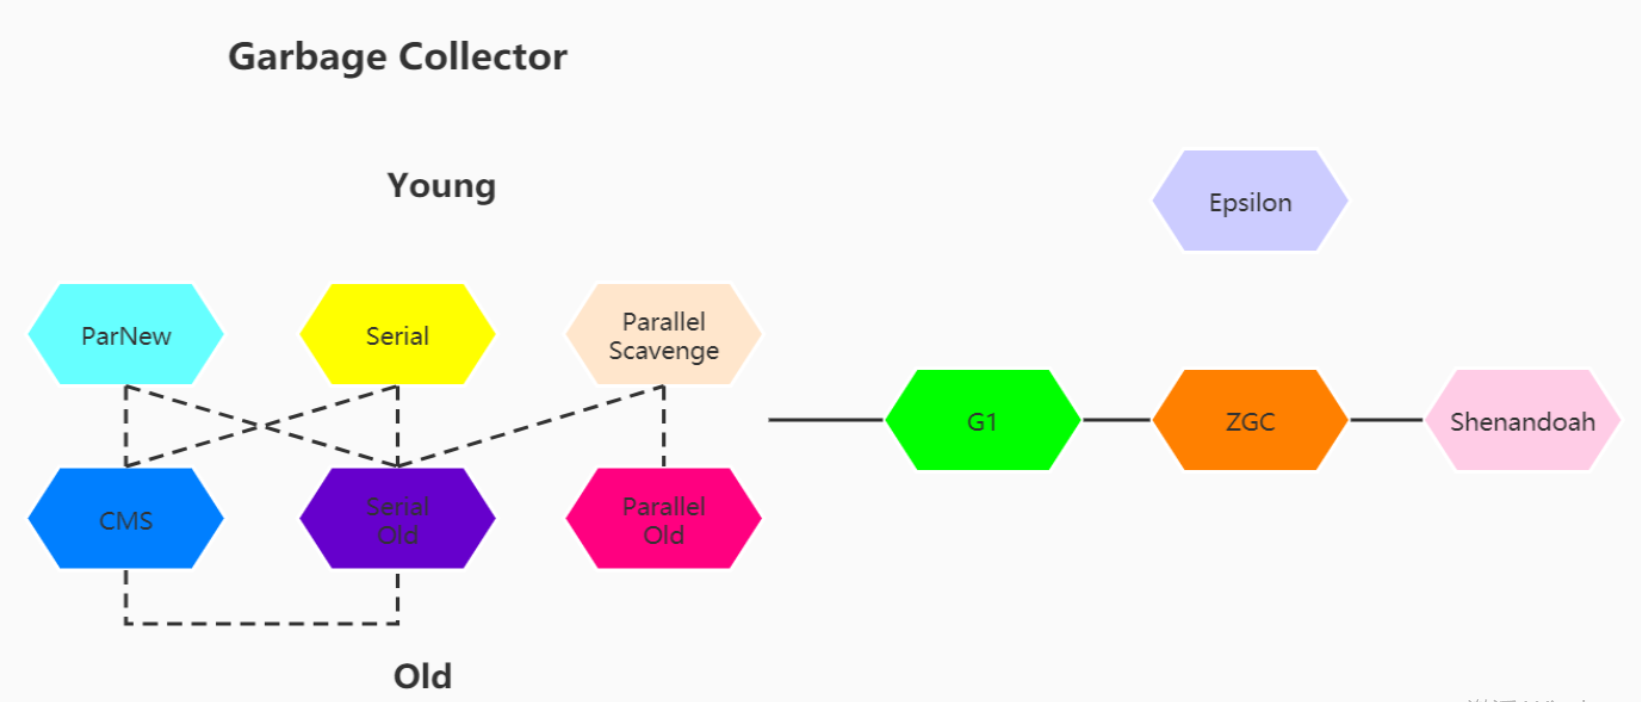 Garbage Collector
Young
Epsilon
ParNew
Serial
Parallel
Scavenge
G1
ZGC
Shenandoah
CMS
Serial
Old
Parallel
Old
Old